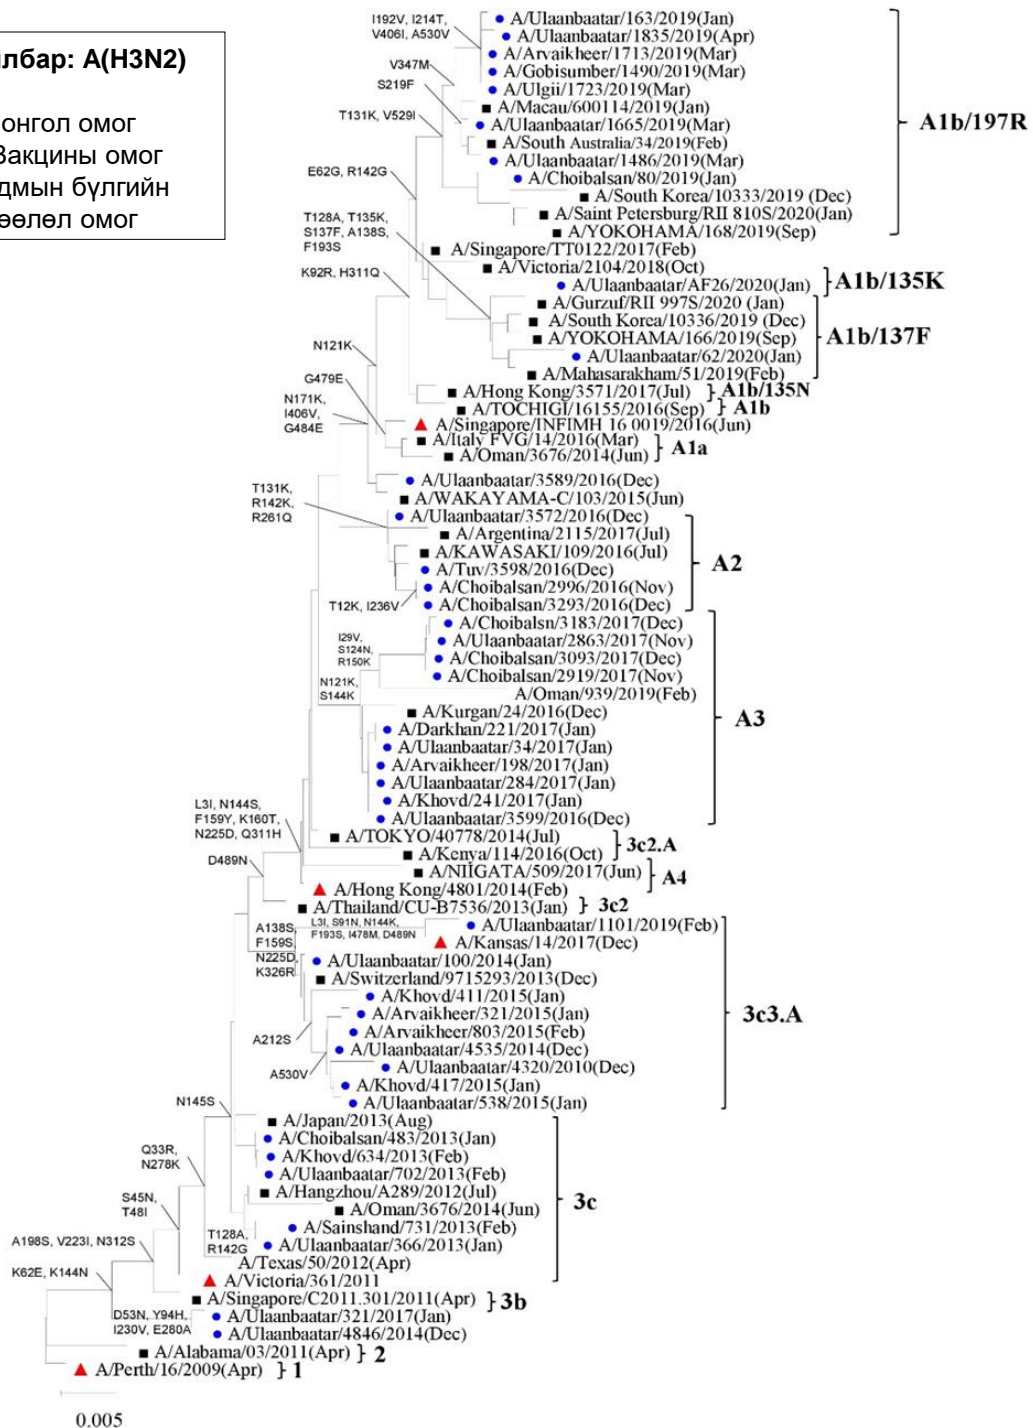 лбар: A(H3N2)
онгол омог
Вакцины омог
дмын бүлгийн
өөлөл омог
I192V, I214T,
V406I, A530V
V347M
S219F
T131K, V529I
E62G, R142G
T128A, T135K,
S137F, A138S,
F193S
K92R, H311Q
N121K
G479E
N171K,
I406V,
G484E
T131K,
R142K,
R261Q
T12K, I236V
I29V,
S124N,
R150K
N121K,
S144K
L3I, N144S,
F159Y, K160T,
N225D, Q311H
D489N
A138S,
F159S,
N225D,
K326R
L3I, S91N, N144K,
F193S, I478M, D489N
A212S
A530V
N145S
Q33R,
N278K
S45N,
T48I
T128A,
R142G
A198S, V223I, N312S
K62E, K144N
D53N, Y94H,
I230V, E280A
A/Ulaanbaatar/163/2019(Jan)
A/Ulaanbaatar/1835/2019(Apr)
A/Arvaikheer/1713/2019(Mar)
A/Gobisumber/1490/2019(Mar)
A/Ulgii/1723/2019(Mar)
A/Macau/600114/2019(Jan)
A/Ulaanbaatar/1665/2019(Mar)
A/South Australia/34/2019(Feb)
A/Ulaanbaatar/1486/2019(Mar)
A/Choibalsan/80/2019(Jan)
A/South Korea/10333/2019 (Dec)
A/Saint Petersburg/RII 810S/2020(Jan)
A/YOKOHAMA/168/2019(Sep)
A1b/197R
A/Singapore/TT0122/2017(Feb)
A/Victoria/2104/2018(Oct)
A/Ulaanbaatar/AF26/2020(Jan)
A1b/135K
A/Gurzuf/RII 997S/2020 (Jan)
A/South Korea/10336/2019 (Dec)
A/YOKOHAMA/166/2019(Sep)
A/Ulaanbaatar/62/2020(Jan)
A/Mahasarakham/51/2019(Feb)
A1b/137F
A/Hong Kong/3571/2017(Jul)
A1b/135N
A/TOCHIGI/16155/2016(Sep)
A1b
A/Singapore/INFIMH 16 0019/2016(Jun)
A/Italy FVG/14/2016(Mar)
A/Oman/3676/2014(Jun)
A1a
A/Ulaanbaatar/3589/2016(Dec)
A/WAKAYAMA-C/103/2015(Jun)
A/Ulaanbaatar/3572/2016(Dec)
A/Argentina/2115/2017(Jul)
A/KAWASAKI/109/2016(Jul)
A/Tuv/3598/2016(Dec)
A/Choibalsan/2996/2016(Nov)
A/Choibalsan/3293/2016(Dec)
A2
A/Choibalsn/3183/2017(Dec)
A/Ulaanbaatar/2863/2017(Nov)
A/Choibalsan/3093/2017(Dec)
A/Choibalsan/2919/2017(Nov)
A/Oman/939/2019(Feb)
A/Kurgan/24/2016(Dec)
A/Darkhan/221/2017(Jan)
A/Ulaanbaatar/34/2017(Jan)
A/Arvaikheer/198/2017(Jan)
A/Ulaanbaatar/284/2017(Jan)
A/Khovd/241/2017(Jan)
A/Ulaanbaatar/3599/2016(Dec)
A3
A/TOKYO/40778/2014(Jul)
A/Kenya/114/2016(Oct)
3c2.A
A/NIIGATA/509/2017(Jun)
A/Hong Kong/4801/2014(Feb)
A4
A/Thailand/CU-B7536/2013(Jan)
3c2
A/Ulaanbaatar/1101/2019(Feb)
A/Kansas/14/2017(Dec)
A/Ulaanbaatar/100/2014(Jan)
A/Switzerland/9715293/2013(Dec)
A/Khovd/411/2015(Jan)
A/Arvaikheer/321/2015(Jan)
A/Arvaikheer/803/2015(Feb)
A/Ulaanbaatar/4535/2014(Dec)
A/Ulaanbaatar/4320/2010(Dec)
A/Khovd/417/2015(Jan)
A/Ulaanbaatar/538/2015(Jan)
3c3.A
A/Japan/2013(Aug)
A/Choibalsan/483/2013(Jan)
A/Khovd/634/2013(Feb)
A/Ulaanbaatar/702/2013(Feb)
A/Hangzhou/A289/2012(Jul)
A/Oman/3676/2014(Jun)
A/Sainshand/731/2013(Feb)
A/Ulaanbaatar/366/2013(Jan)
A/Texas/50/2012(Apr)
A/Victoria/361/2011
3c
A/Singapore/C2011.301/2011(Apr)
3b
A/Ulaanbaatar/321/2017(Jan)
A/Ulaanbaatar/4846/2014(Dec)
A/Alabama/03/2011(Apr)
2
A/Perth/16/2009(Apr)
1
0.005